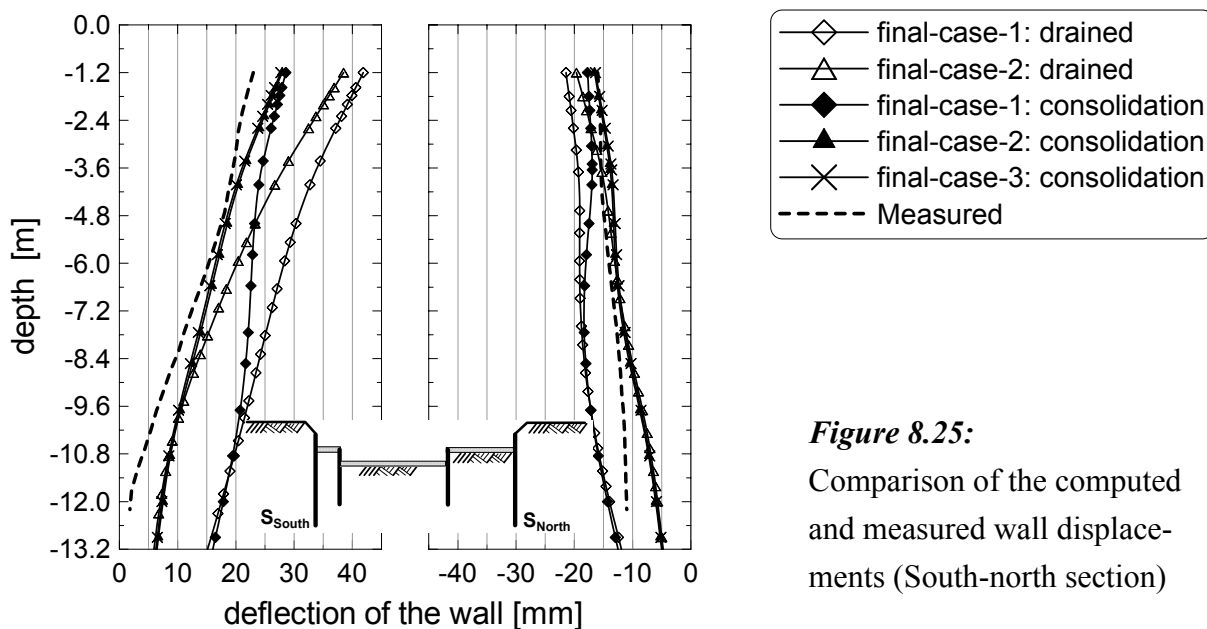 0.0
-1.2
-2.4
-3.6
-4.8
-6.0
-7.2
-8.4
-9.6
-10.8
-12.0
-13.2
depth [m]
0 10 20 30 40
-40 -30 -20 -10 0
deflection of the wall [mm]
S_South
S_North
final-case-1: drained
final-case-2: drained
final-case-1: consolidation
final-case-2: consolidation
final-case-3: consolidation
Measured
Figure 8.25:
Comparison of the computed
and measured wall displace-
ments (South-north section)